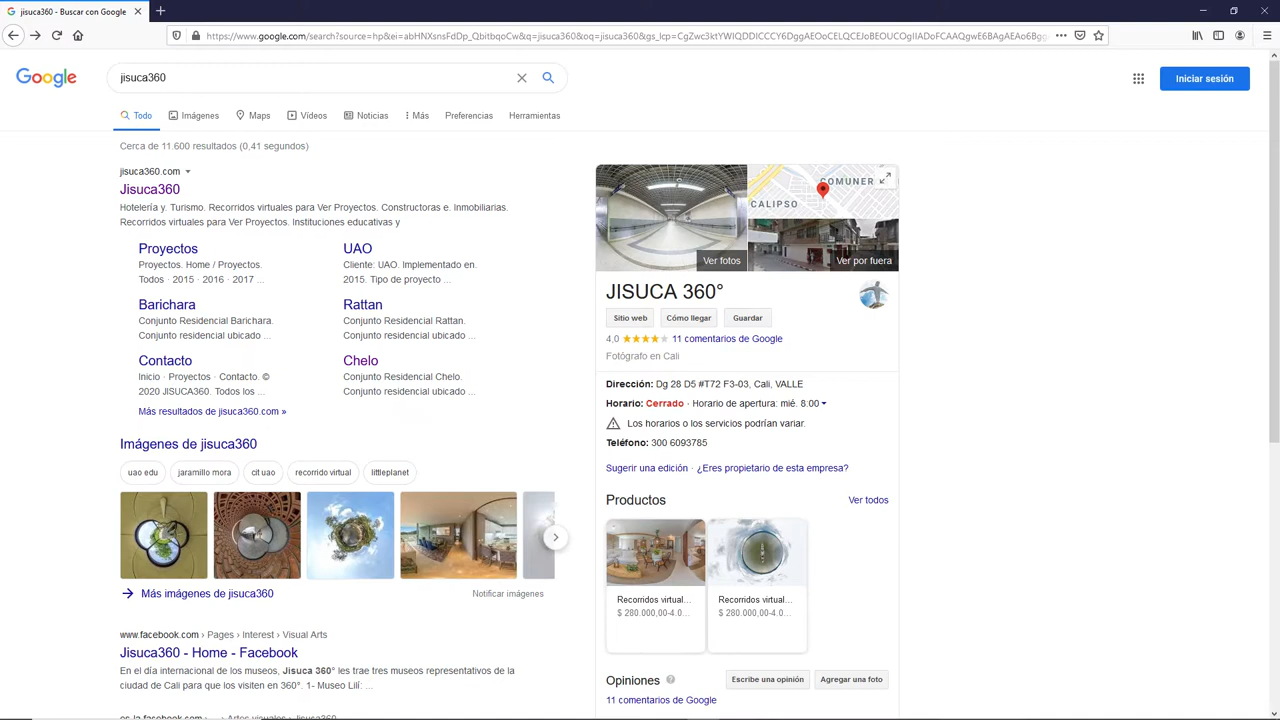 jisuca360 - Buscar con Google
https://www.google.com/search?source=hp&ei=abHNXsnsFdDp_QbitbqoCw&q=jisuca360&oq=jisuca360&gs_lcp=CgZwc3ktYWIQDDICCCY6DggAEOoCELQCEJoBEOUCOgIIADoFCAAQgwE6BAgAEAo6B
Google
jisuca360
Iniciar sesión
Todo Imágenes Maps Vídeos Noticias Más Preferencias Herramientas
Cerca de 11.600 resultados (0,41 segundos)
jisuca360.com
Jisuca360
Hotelería y. Turismo. Recorridos virtuales para Ver Proyectos. Constructoras e. Inmobiliarias.
Recorridos virtuales para Ver Proyectos. Instituciones educativas y
Proyectos
Proyectos. Home / Proyectos.
Todos · 2015 · 2016 · 2017 ...
UAO
Cliente: UAO. Implementado en.
2015. Tipo de proyecto ...
Barichara
Conjunto Residencial Barichara.
Conjunto residencial ubicado ...
Rattan
Conjunto Residencial Rattan.
Conjunto residencial ubicado ...
Contacto
Inicio · Proyectos · Contacto. ©
2020 JISUCA360. Todos los ...
Chelo
Conjunto Residencial Chelo.
Conjunto residencial ubicado ...
Más resultados de jisuca360.com »
Imágenes de jisuca360
uao edu jaramillo mora cit uao recorrido virtual littleplanet
Más imágenes de jisuca360
Notificar imágenes
www.facebook.com › Pages › Interest › Visual Arts
Jisuca360 - Home - Facebook
En el día internacional de los museos, Jisuca 360° les trae tres museos representativos de la
ciudad de Cali para que los visiten en 360°. 1- Museo Lilí: ...
es-la.facebook.com › ... › Artes visuales › Jisuca360
COMUNER
CALIPSO
Ver fotos
Ver por fuera
JISUCA 360°
Sitio web Cómo llegar Guardar
4,0 11 comentarios de Google
Fotógrafo en Cali
Dirección: Dg 28 D5 #T72 F3-03, Cali, VALLE
Horario: Cerrado · Horario de apertura: mié. 8:00
Los horarios o los servicios podrían variar.
Teléfono: 300 6093785
Sugerir una edición · ¿Eres propietario de esta empresa?
Productos
Ver todos
Recorridos virtual...
$ 280.000,00-4.0...
Recorridos virtual...
$ 280.000,00-4.0...
Opiniones
Escribe una opinión
Agregar una foto
11 comentarios de Google